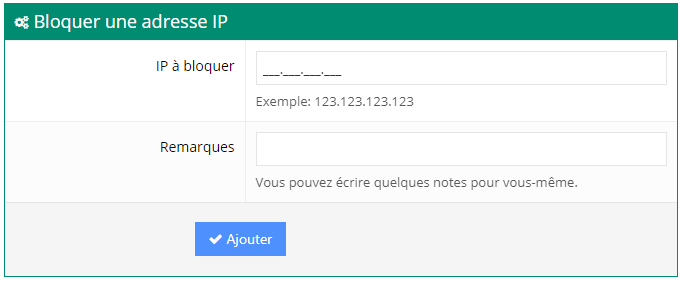 Bloquer une adresse IP
IP à bloquer
___.___.___.___
Exemple: 123.123.123.123
Remarques
Vous pouvez écrire quelques notes pour vous-même.
Ajouter